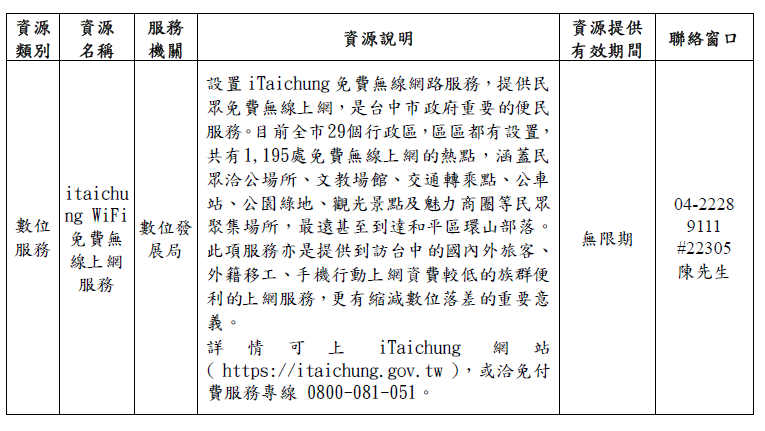 資源
類別
資源
名稱
服務
機關
資源說明
資源提供
有效期間
聯絡窗口
數位
服務
itaichu
ng WiFi
免費無
線上網
服務
數位發
展局
設置 iTaichung 免費無線網路服務，提供民
眾免費無線上網，是台中市政府重要的便民
服務。目前全市29個行政區，區區都有設置，
共有1,195處免費無線上網的熱點，涵蓋民
眾洽公場所、文教場館、交通轉乘點、公車
站、公園綠地、觀光景點及魅力商圈等民眾
聚集場所，最遠甚至到達和平區環山部落。
此項服務亦是提供到訪台中的國內外旅客、
外籍移工、手機行動上網資費較低的族群便
利的上網服務，更有縮減數位落差的重要意
義。
詳情可上 iTaichung 網站
( https://itaichung.gov.tw )，或洽免付
費服務專線 0800-081-051。
無限期
04-2228
9111
#22305
陳先生